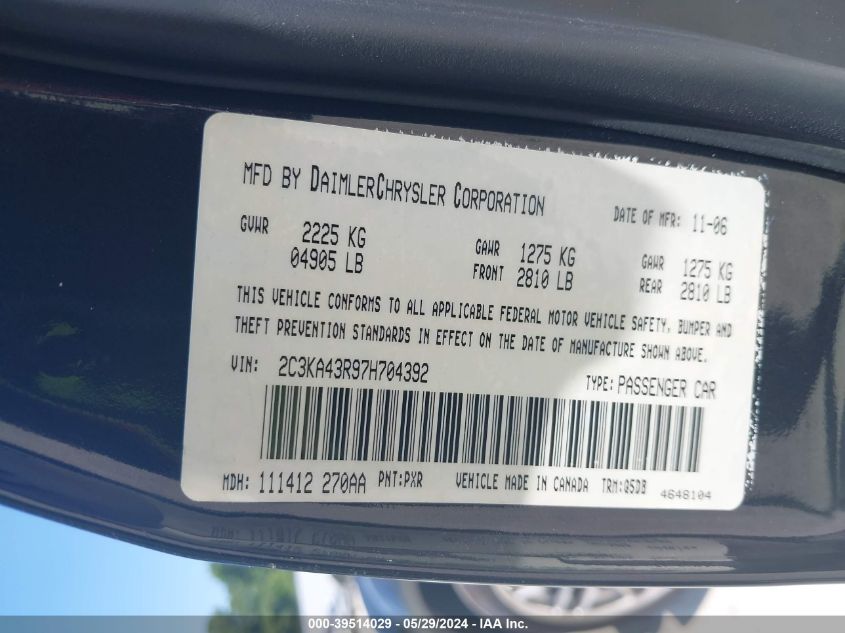 MFD BY DAIMLERCHRYSLER CORPORATION
DATE OF MFR: 11-06
GVWR 2225 KG
04905 LB
GAWR FRONT 1275 KG
2810 LB
GAWR REAR 1275 KG
2810 LB
THIS VEHICLE CONFORMS TO ALL APPLICABLE FEDERAL MOTOR VEHICLE SAFETY, BUMPER AND
THEFT PREVENTION STANDARDS IN EFFECT ON THE DATE OF MANUFACTURE SHOWN ABOVE.
VIN: 2C3KA43R97H704392
TYPE: PASSENGER CAR
MDH: 111412 270AA PNT: PXR VEHICLE MADE IN CANADA TRM: Q5DB
4648104
000-39514029 - 05/29/2024 - IAA Inc.